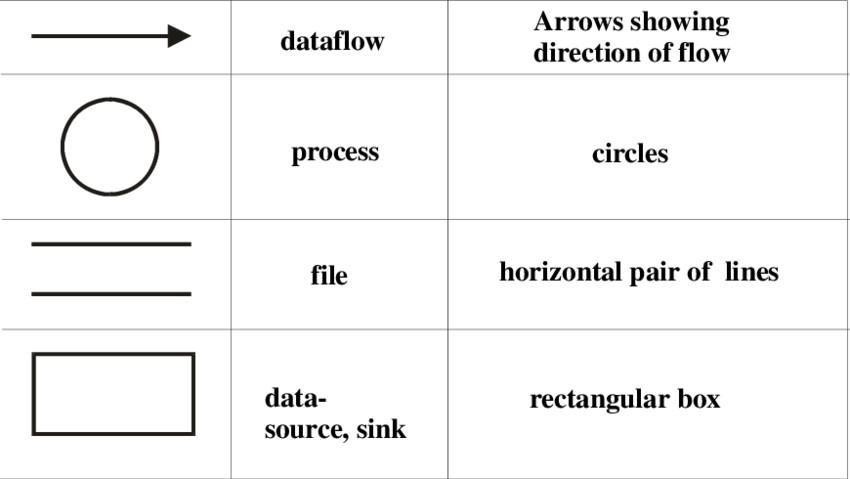 dataflow
Arrows showing
direction of flow
process
circles
file
horizontal pair of lines
data-
source, sink
rectangular box